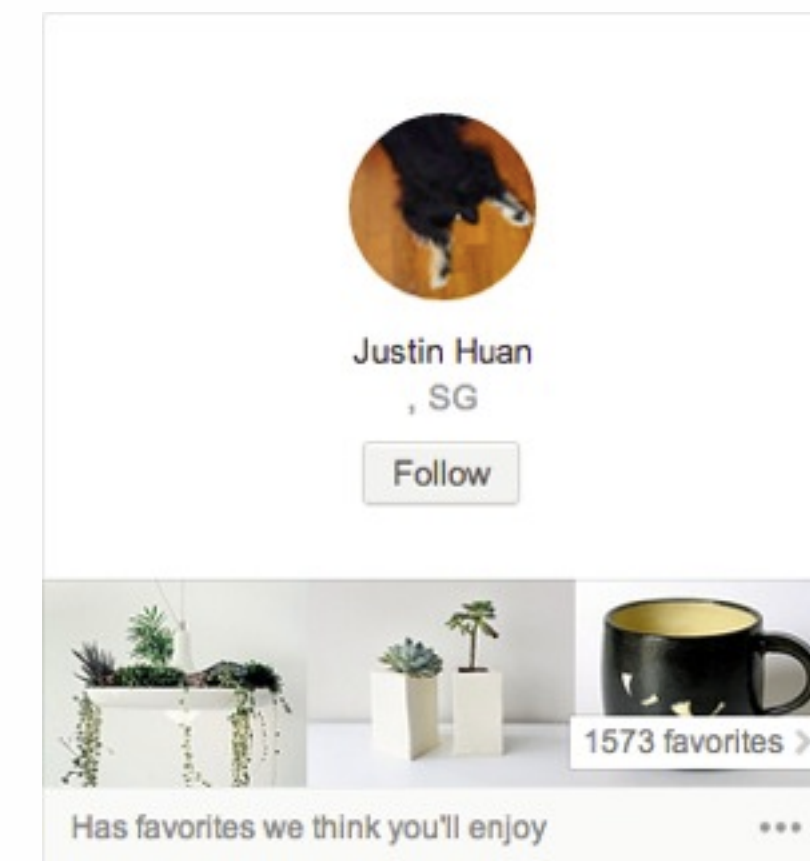 Justin Huan
, SG
Follow
1573 favorites
Has favorites we think you'll enjoy